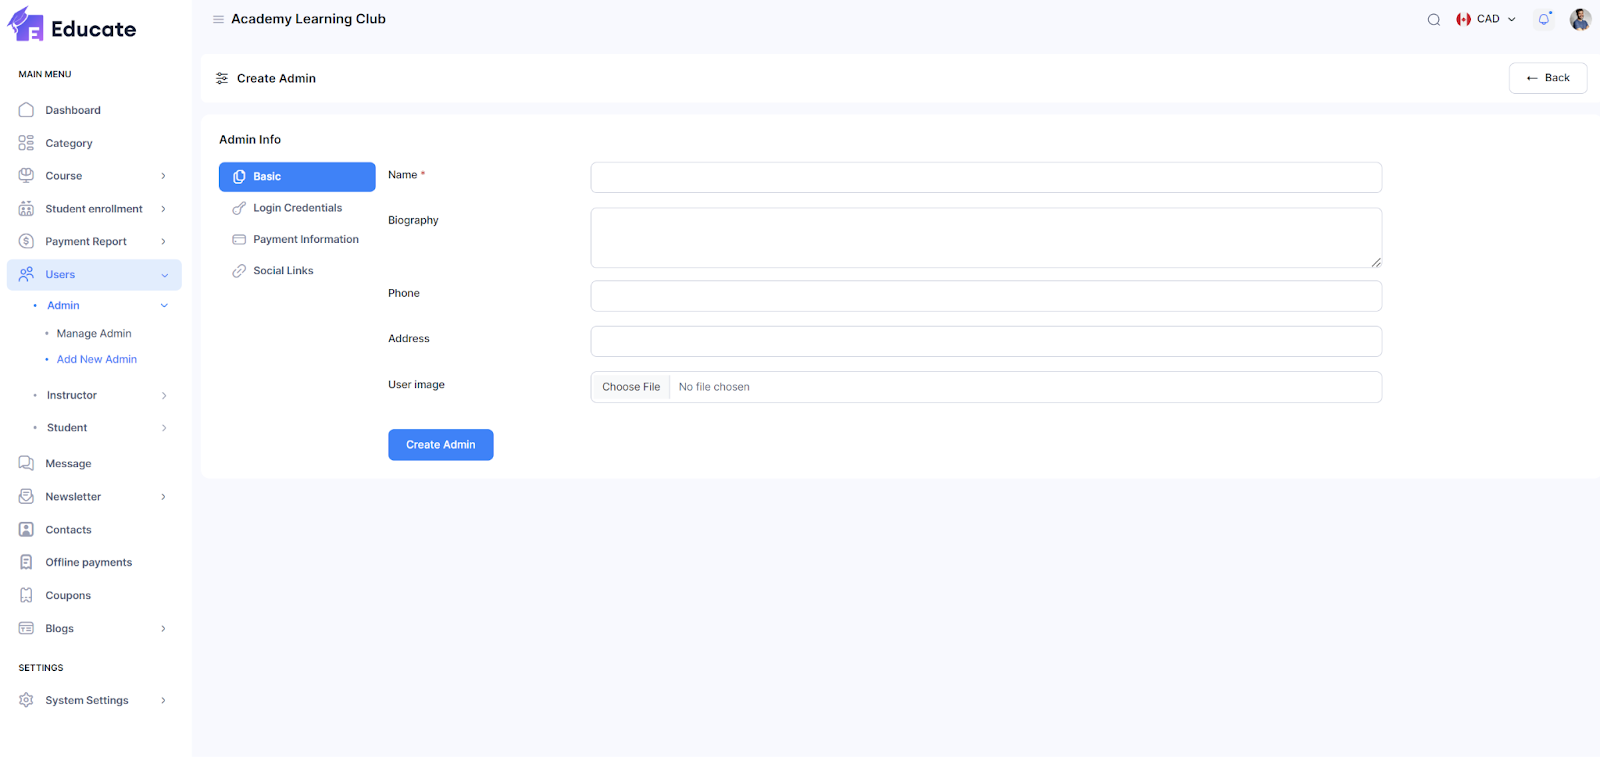 Educate
Academy Learning Club
CAD
MAIN MENU
Dashboard
Category
Course
Student enrollment
Payment Report
Users
Admin
Manage Admin
Add New Admin
Instructor
Student
Message
Newsletter
Contacts
Offline payments
Coupons
Blogs
SETTINGS
System Settings
Create Admin
← Back
Admin Info
Basic
Login Credentials
Payment Information
Social Links
Name *
Biography
Phone
Address
User image
Choose File No file chosen
Create Admin